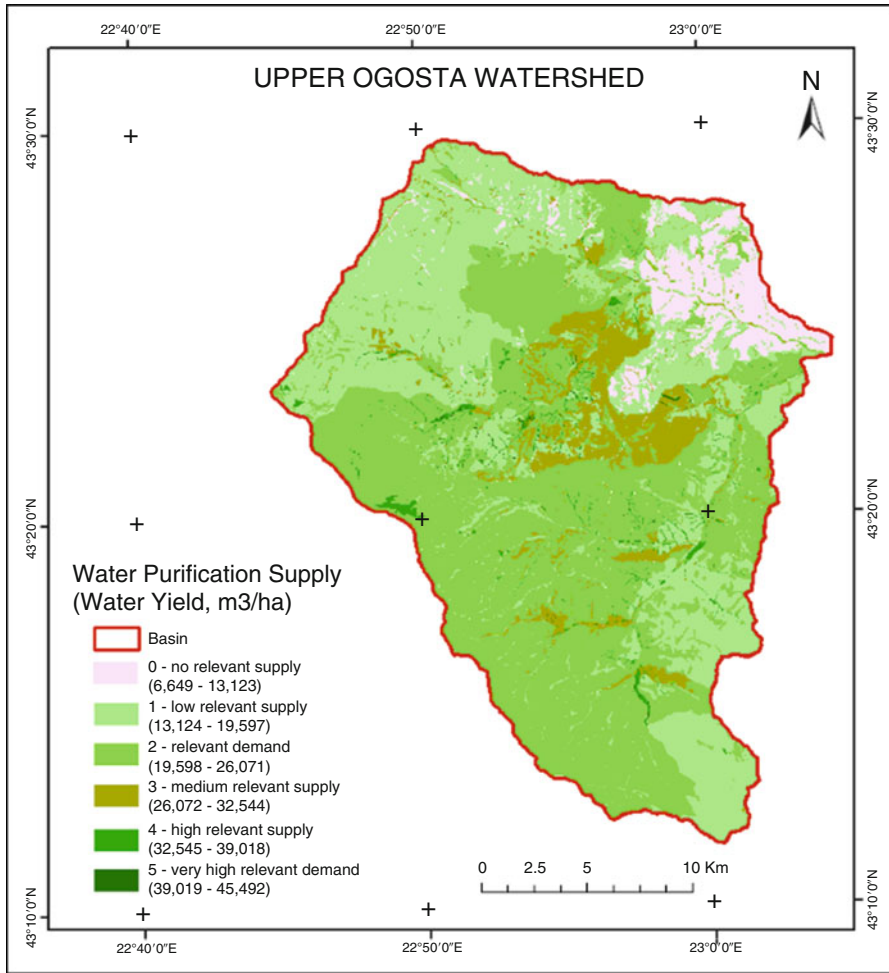 22°40′0″E 22°50′0″E 23°0′0″E
UPPER OGOSTA WATERSHED
N
43°30′0″N
43°30′0″N
43°20′0″N
43°20′0″N
Water Purification Supply
(Water Yield, m3/ha)
Basin
0 - no relevant supply
(6,649 - 13,123)
1 - low relevant supply
(13,124 - 19,597)
2 - relevant demand
(19,598 - 26,071)
3 - medium relevant supply
(26,072 - 32,544)
4 - high relevant supply
(32,545 - 39,018)
5 - very high relevant demand
(39,019 - 45,492)
0 2.5 5 10 Km
43°10′0″N
43°10′0″N
22°40′0″E 22°50′0″E 23°0′0″E